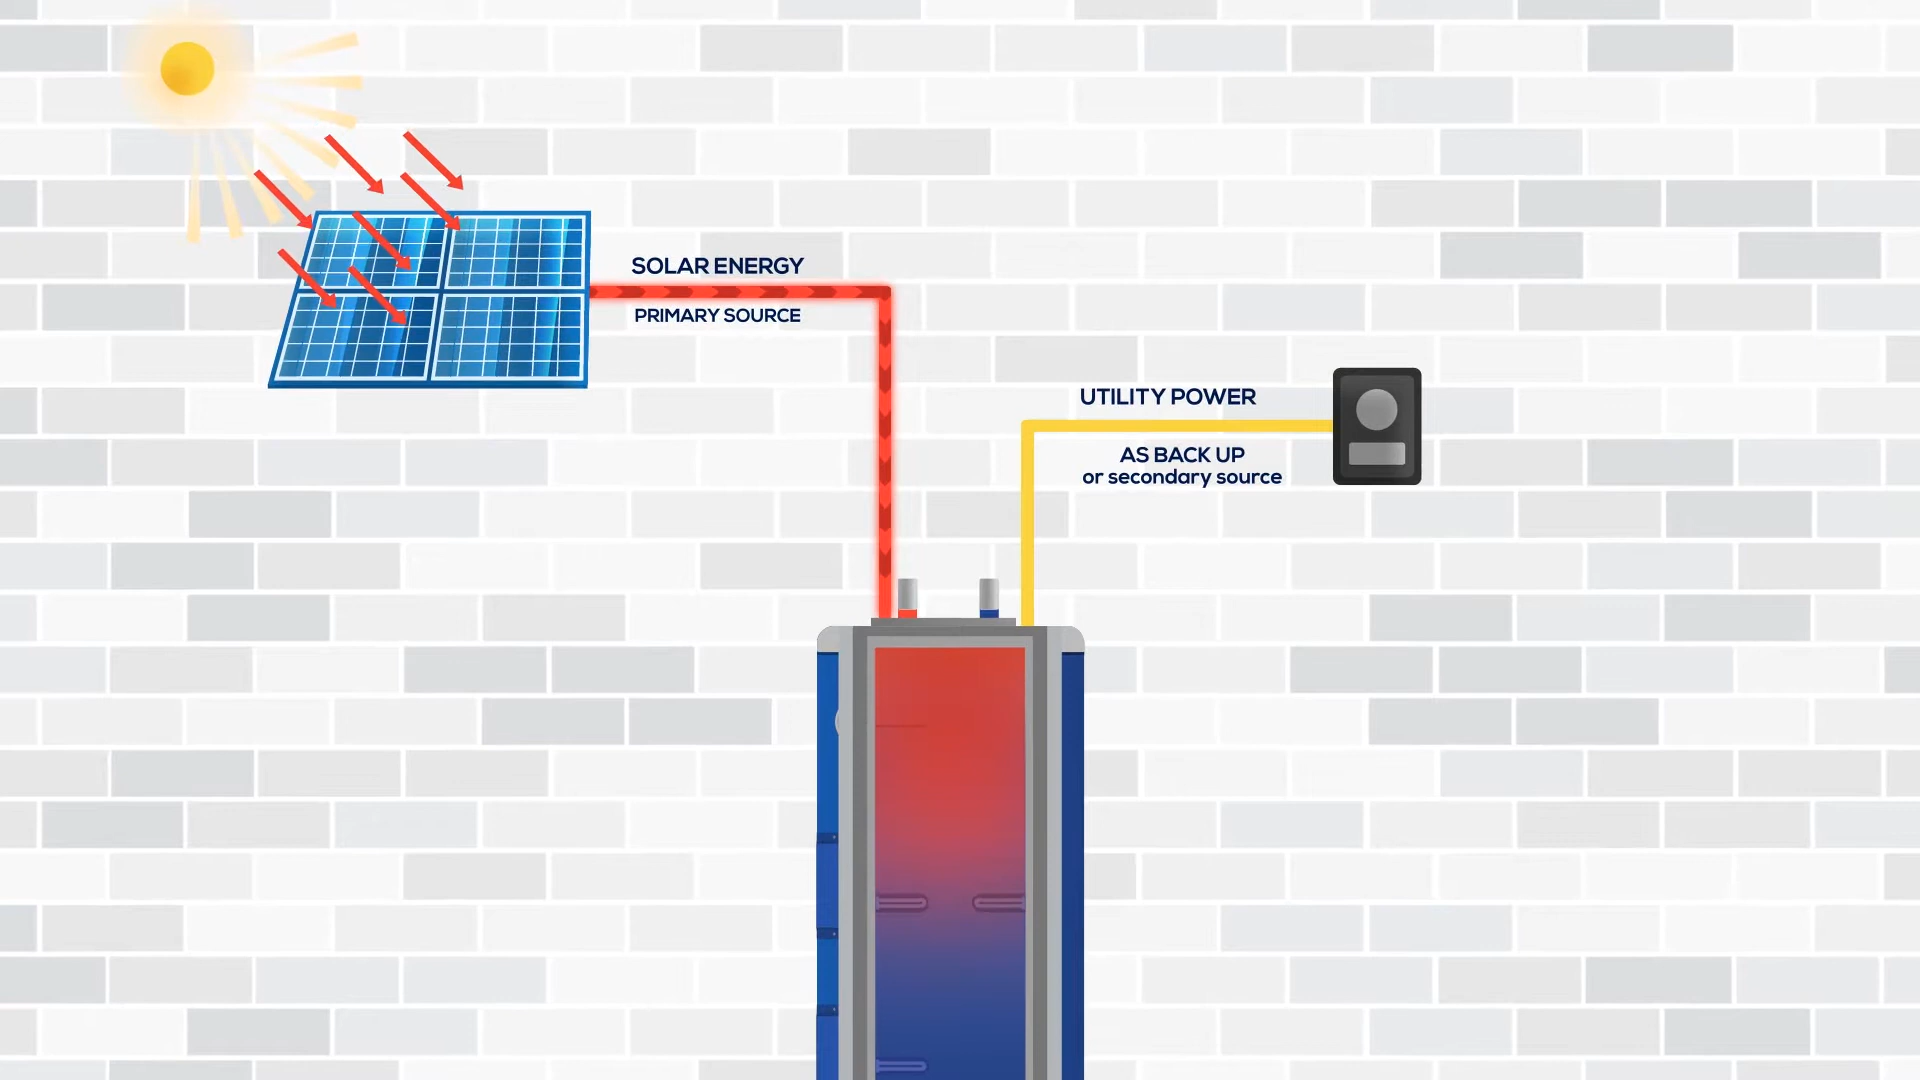 SOLAR ENERGY
PRIMARY SOURCE
UTILITY POWER
AS BACK UP
or secondary source